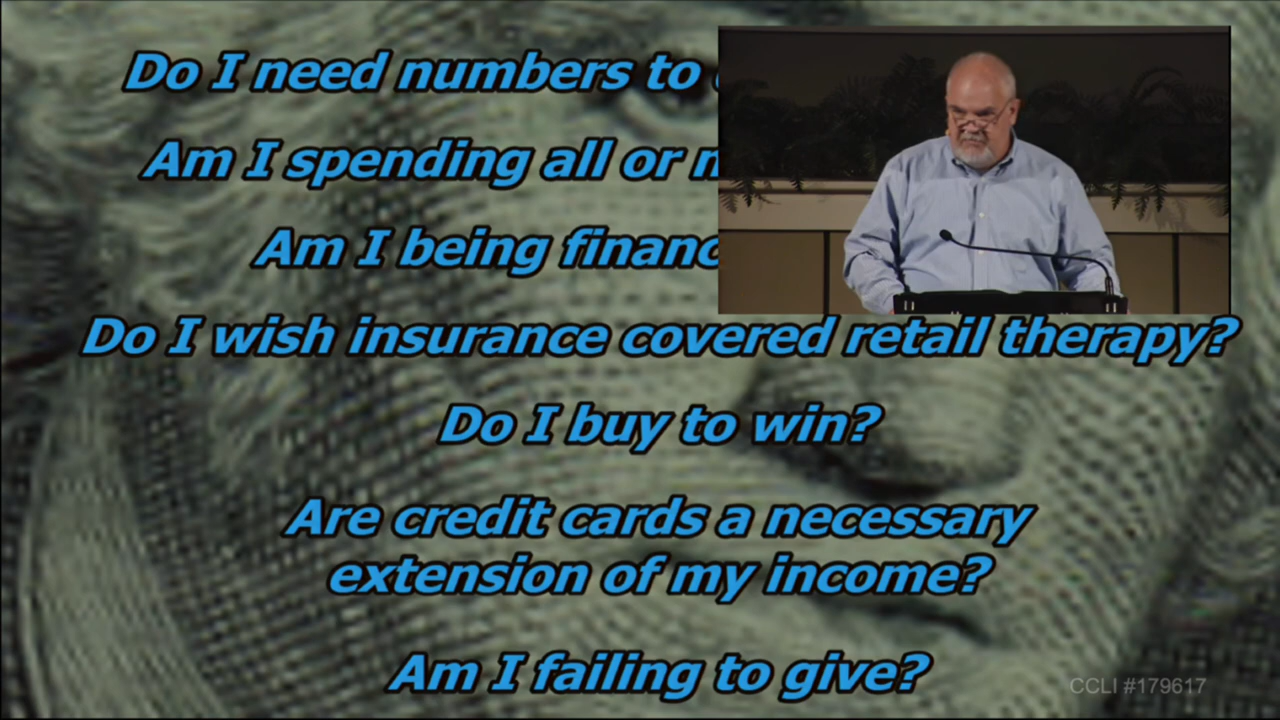 Do I need numbers to
Am I spending all or
Am I being
Do I wish insurance covered retail therapy?
Do I buy to win?
Are credit cards a necessary
extension of my income?
Am I failing to give?
CCLI #179617